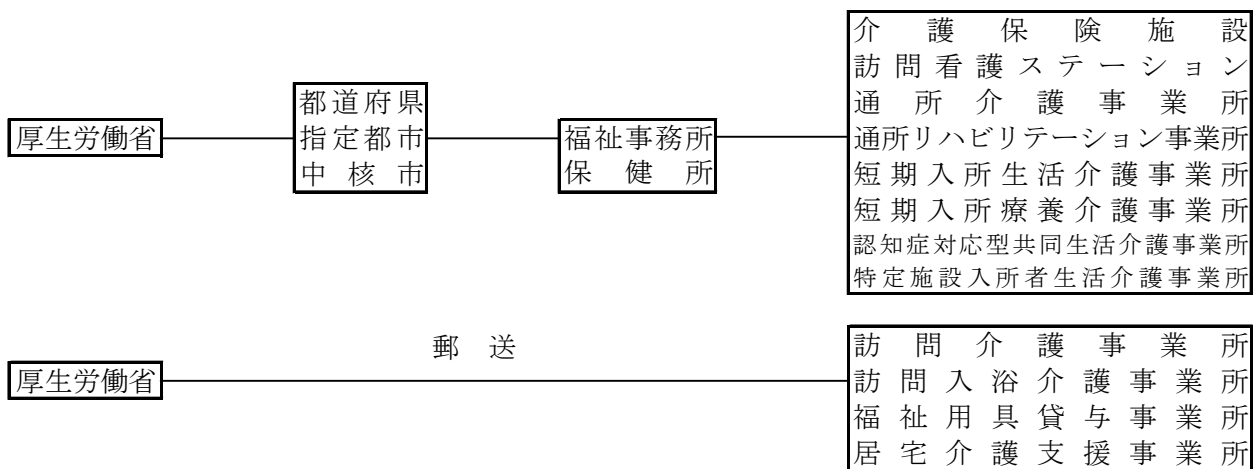 厚生労働省
都道府県
指定都市
中核市
福祉事務所
保健所
介護保険施設
訪問看護ステーション
通所介護事業所
通所リハビリテーション事業所
短期入所生活介護事業所
短期入所療養介護事業所
認知症対応型共同生活介護事業所
特定施設入所者生活介護事業所
厚生労働省
郵送
訪問介護事業所
訪問入浴介護事業所
福祉用具貸与事業所
居宅介護支援事業所